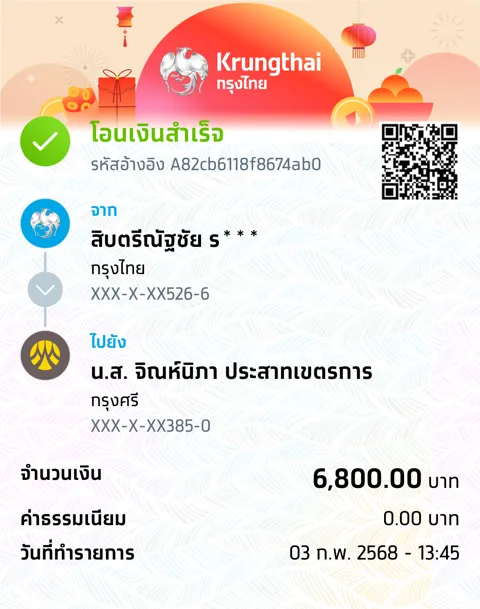 Krungthai
กรุงไทย
โอนเงินสำเร็จ
รหัสอ้างอิง A82cb6118f8674ab0
จาก
สิบตรีณัฐชัย ร***
กรุงไทย
XXX-X-XX526-6
ไปยัง
น.ส. จิณห์นิภา ประสาทเขตรการ
กรุงศรี
XXX-X-XX385-0
จำนวนเงิน 6,800.00 บาท
ค่าธรรมเนียม 0.00 บาท
วันที่ทำรายการ 03 ก.พ. 2568 - 13:45